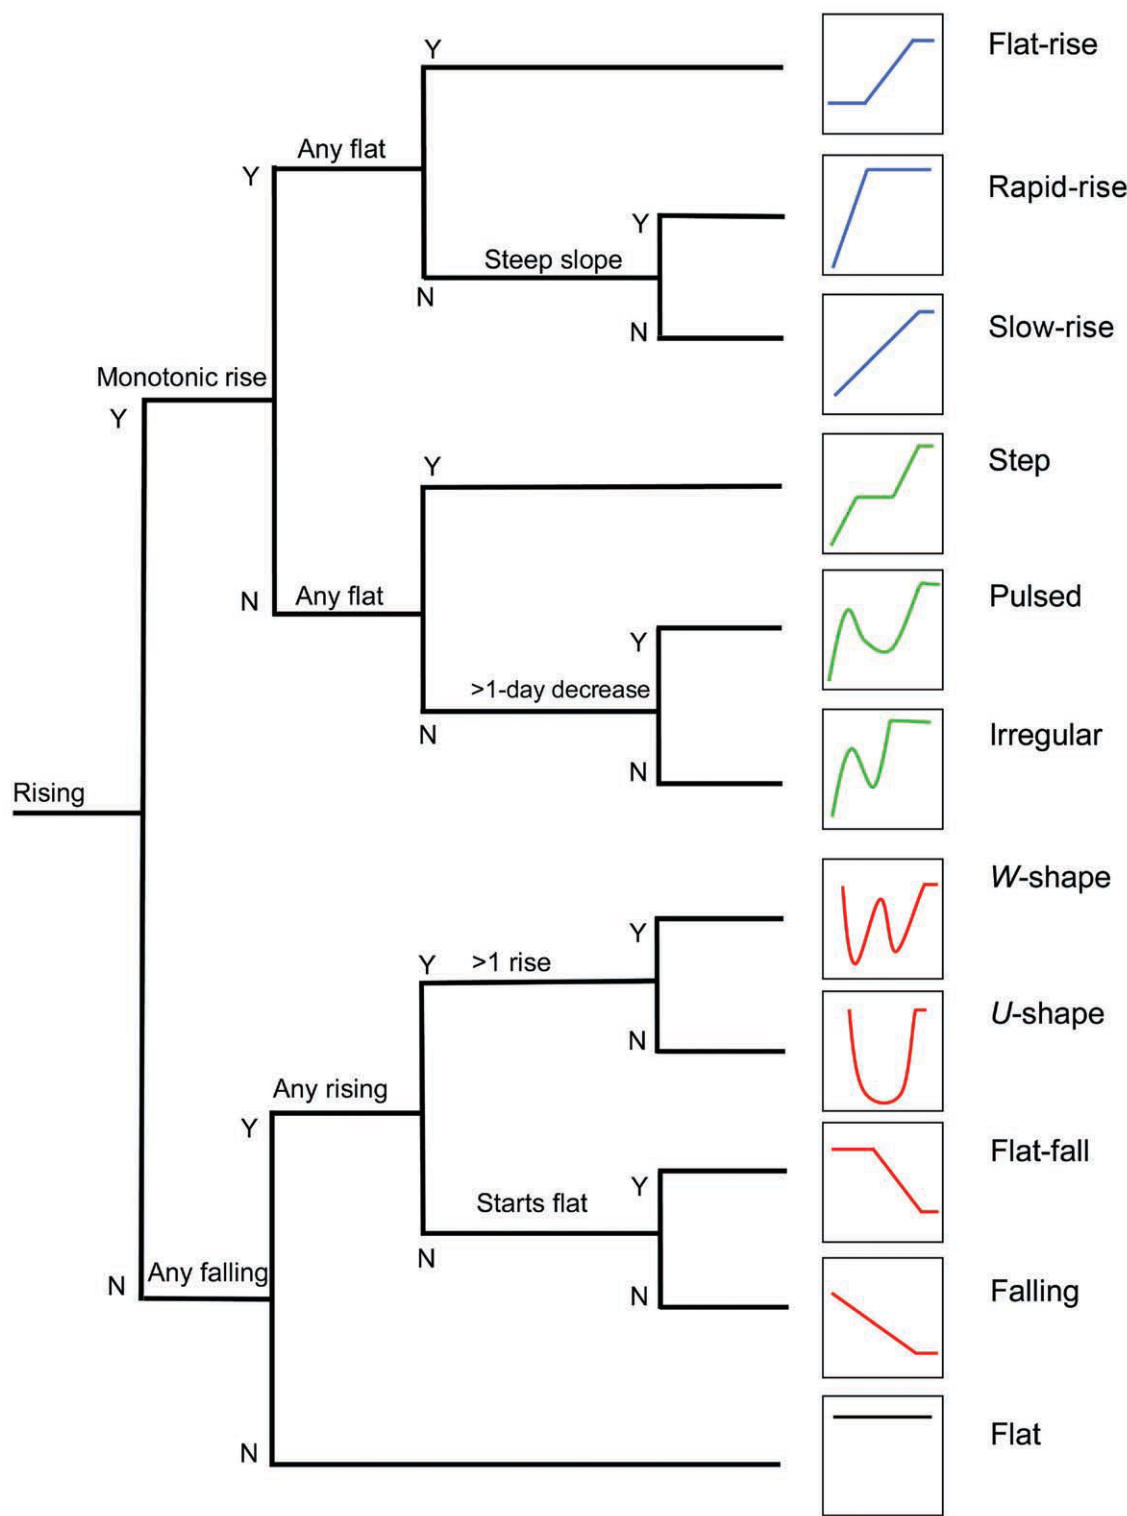 Y
Flat-rise
Any flat
Y
Rapid-rise
Y
Steep slope
N
N
Slow-rise
Monotonic rise
Y
Y
Step
N
Any flat
Pulsed
Y
>1-day decrease
N
Irregular
N
Rising
W-shape
Y
Y
>1 rise
U-shape
N
Any rising
Y
Flat-fall
Y
Starts flat
N
Any falling
N
Falling
N
Flat
N